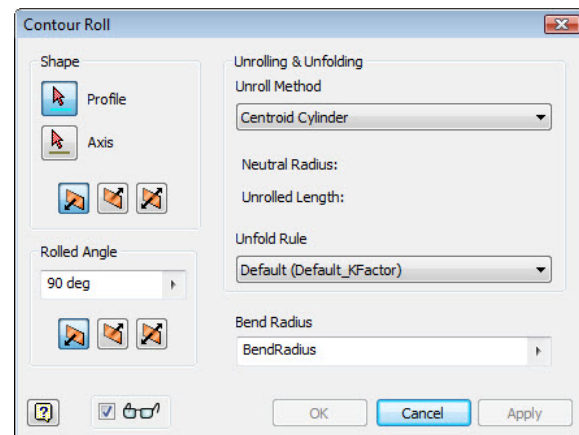 Contour Roll
Shape
Profile
Axis
Rolled Angle
90 deg
Unrolling & Unfolding
Unroll Method
Centroid Cylinder
Neutral Radius:
Unrolled Length:
Unfold Rule
Default (Default_KFactor)
Bend Radius
BendRadius
?
OK
Cancel
Apply